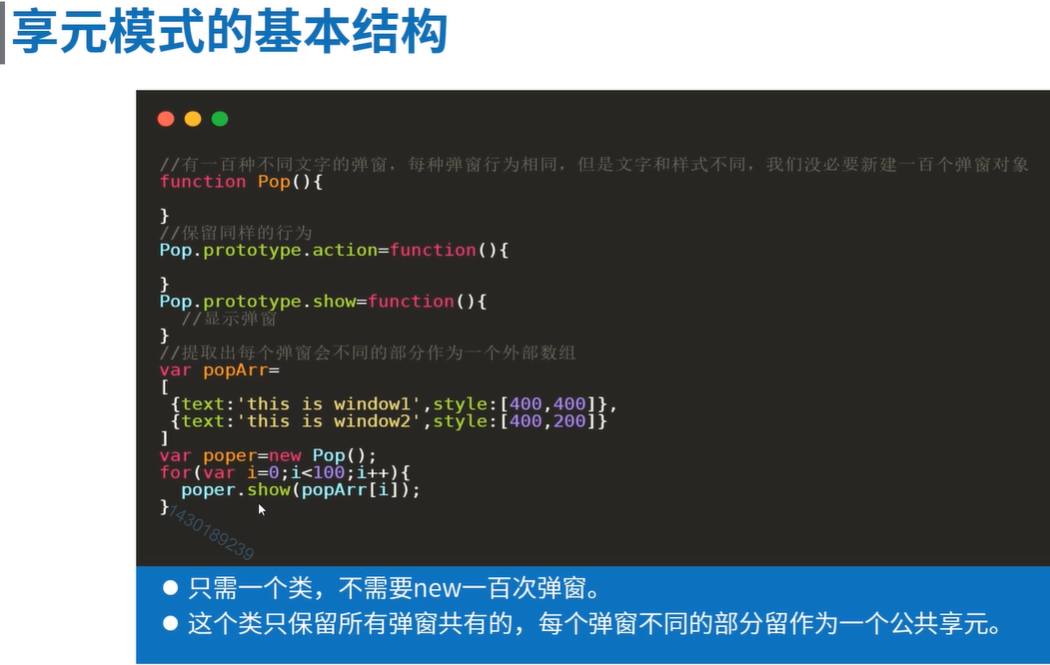 享元模式的基本结构
//有一百种不同文字的弹窗，每种弹窗行为相同，但是文字和样式不同，我们没必要新建一百个弹窗对象
function Pop(){
}
//保留同样的行为
Pop.prototype.action=function(){
}
Pop.prototype.show=function(){
//显示弹窗
}
//提取出每个弹窗会不同的部分作为一个外部数组
var popArr=
[
{text:'this is window1',style:[400,400]},
{text:'this is window2',style:[400,200]}
]
var poper=new Pop();
for(var i=0;i<100;i++){
poper.show(popArr[i]);
}
1430189239
只需一个类，不需要new一百次弹窗。
这个类只保留所有弹窗共有的，每个弹窗不同的部分留作为一个公共享元。